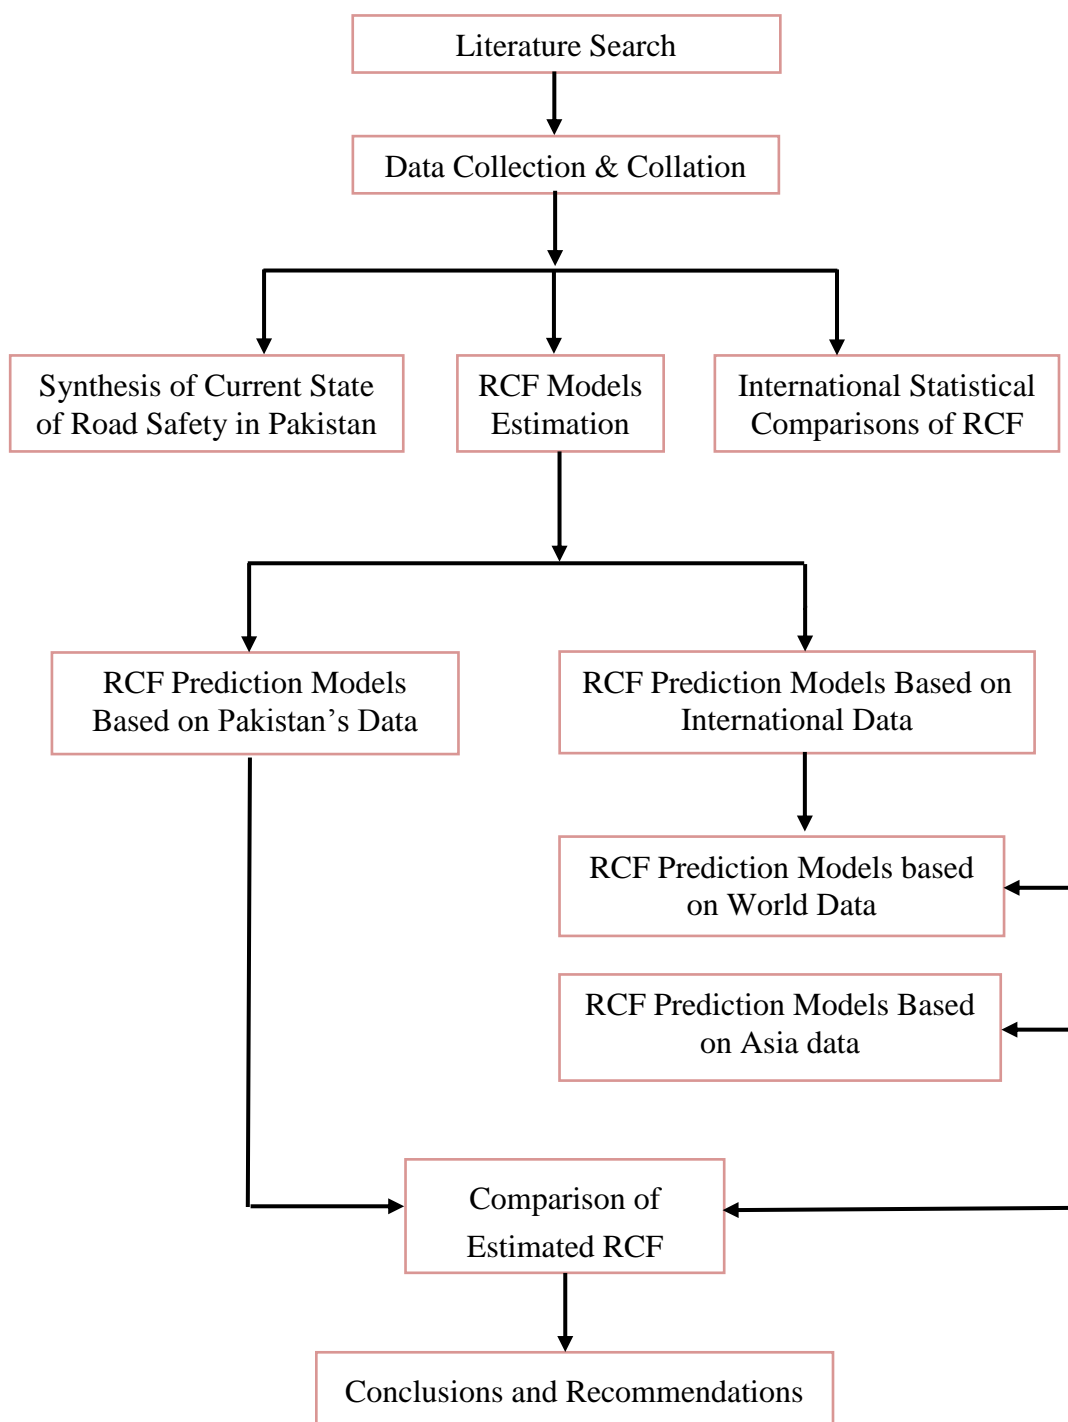 Literature Search
Data Collection & Collation
Synthesis of Current State
of Road Safety in Pakistan
RCF Models
Estimation
International Statistical
Comparisons of RCF
RCF Prediction Models
Based on Pakistan’s Data
RCF Prediction Models Based on
International Data
RCF Prediction Models based
on World Data
RCF Prediction Models Based
on Asia data
Comparison of
Estimated RCF
Conclusions and Recommendations